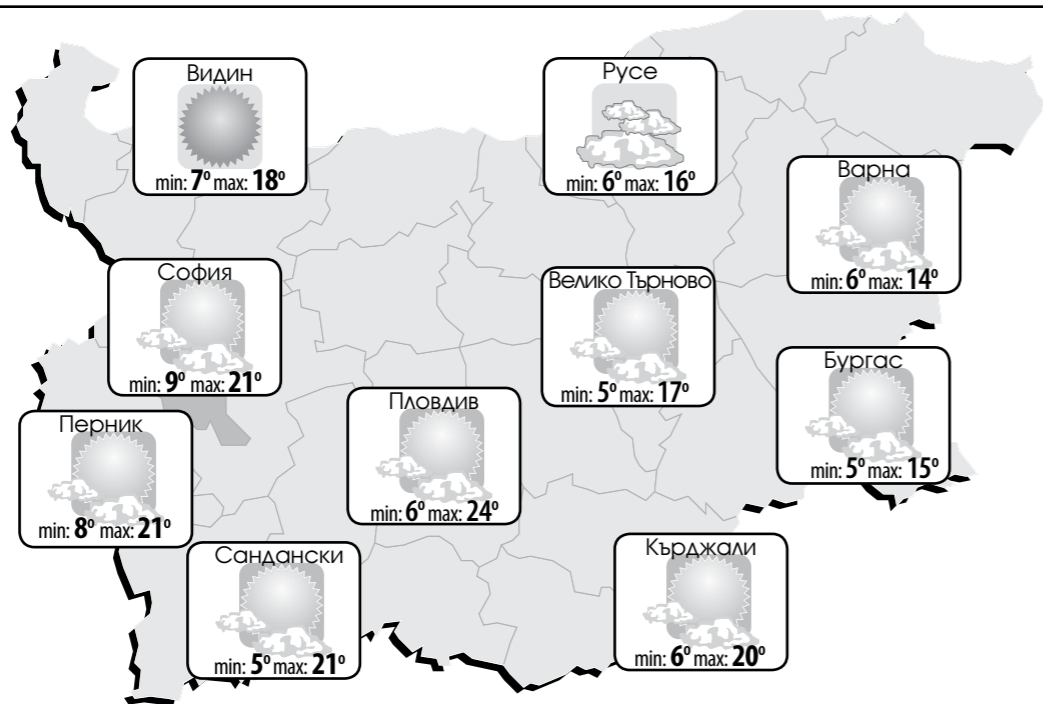 Видин
min: 7° max: 18°
Русе
min: 6° max: 16°
Варна
min: 6° max: 14°
София
min: 9° max: 21°
Велико Търново
min: 5° max: 17°
Бургас
min: 5° max: 15°
Пловдив
min: 6° max: 24°
Перник
min: 8° max: 21°
Сандански
min: 5° max: 21°
Кърджали
min: 6° max: 20°